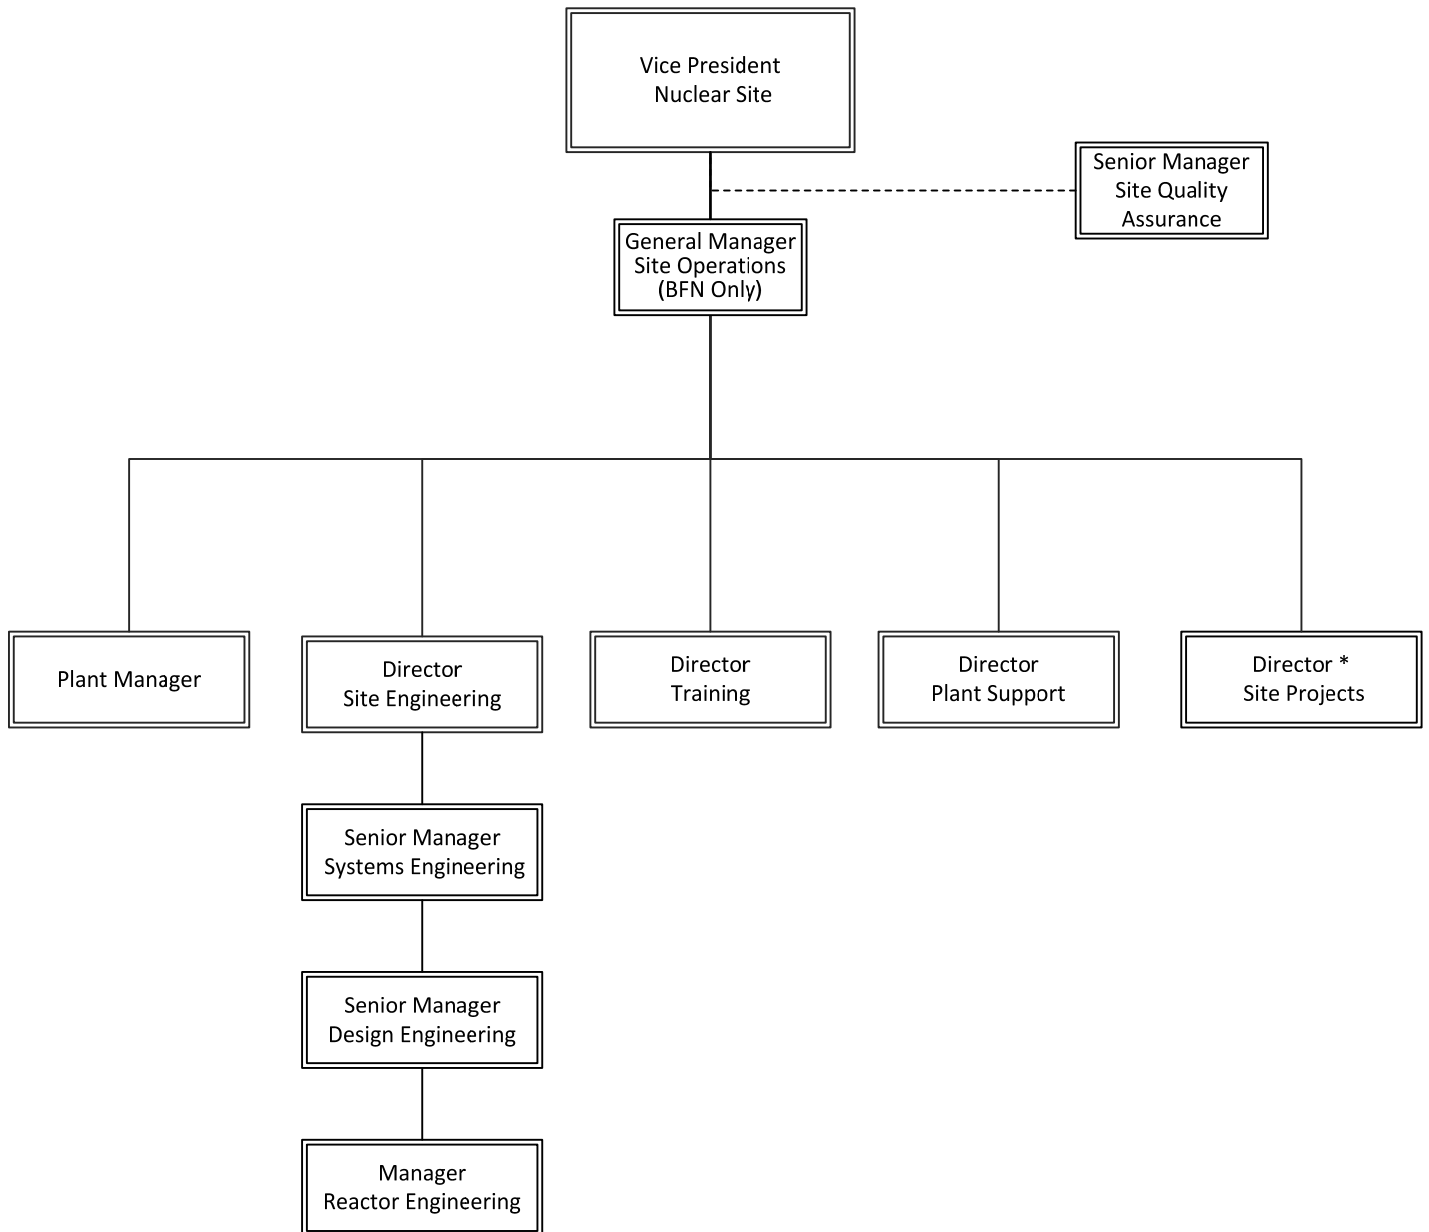 Vice President
Nuclear Site
Senior Manager
Site Quality
Assurance
General Manager
Site Operations
(BFN Only)
Plant Manager
Director
Site Engineering
Director
Training
Director
Plant Support
Director *
Site Projects
Senior Manager
Systems Engineering
Senior Manager
Design Engineering
Manager
Reactor Engineering